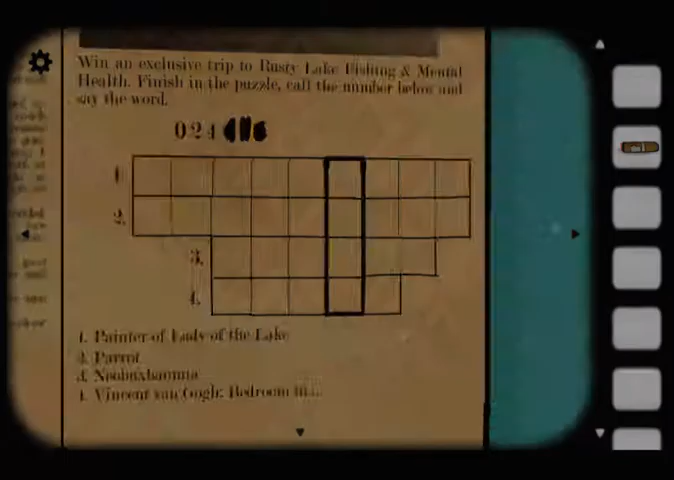 Win an exclusive trip to Rusty Lake Fishing & Mental
Health. Finish in the puzzle, call the number below and
say the word.
024
1.
2.
3.
4.
1. Painter of Lady of the Lake
2. Parrot
3.
4. Vincent van Gogh: Bedroom in...